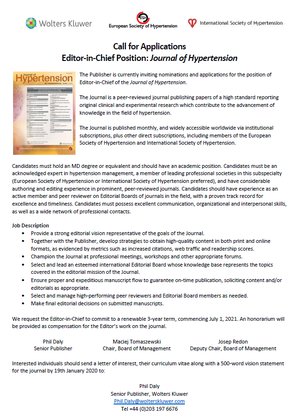 Wolters Kluwer
European Society of Hypertension
International Society of Hypertension
Call for Applications
Editor-in-Chief Position: Journal of Hypertension
Hypertension
The Publisher is currently inviting nominations and applications for the position of
Editor-in-Chief of the Journal of Hypertension.
The Journal is a peer-reviewed journal publishing papers of a high standard reporting
original clinical and experimental research which contribute to the advancement of
knowledge in the field of hypertension.
The Journal is published monthly, and widely accessible worldwide via institutional
subscriptions, plus other direct subscriptions, including members of the European
Society of Hypertension and International Society of Hypertension.
Candidates must hold an MD degree or equivalent and should have an academic position. Candidates must be an
acknowledged expert in hypertension management, a member of leading professional societies in this subspecialty
(European Society of Hypertension or International Society of Hypertension preferred), and have considerable
authoring and editing experience in prominent, peer-reviewed journals. Candidates should have experience as an
active member and peer reviewer on Editorial Boards of journals in the field, with a proven track record for
excellence and timeliness. Candidates must possess excellent communication, organizational and interpersonal skills,
as well as a wide network of professional contacts.
Job Description
• Provide a strong editorial vision representative of the goals of the Journal.
• Together with the Publisher, develop strategies to obtain high-quality content in both print and online
formats, as evidenced by metrics such as increased citations, web traffic and readership scores.
• Champion the Journal at professional meetings, workshops and other appropriate forums.
• Select and lead an esteemed international Editorial Board whose knowledge base represents the topics
covered in the editorial mission of the Journal.
• Ensure proper and expeditious manuscript flow to guarantee on-time publication, soliciting content and/or
editorials as appropriate.
• Select and manage high-performing peer reviewers and Editorial Board members as needed.
• Make final editorial decisions on submitted manuscripts.
We request the Editor-in-Chief to commit to a renewable 3-year term, commencing July 1, 2021. An honorarium will
be provided as compensation for the Editor's work on the journal.
Phil Daly
Senior Publisher
Maciej Tomaszewski
Chair, Board of Management
Josep Redon
Deputy Chair, Board of Management
Interested individuals should send a letter of interest, their curriculum vitae along with a 500-word vision statement
for the journal by 19th January 2020 to:
Phil Daly
Senior Publisher, Wolters Kluwer
Phil.Daly@wolterskluwer.com
Tel +44 (0)203 197 6676